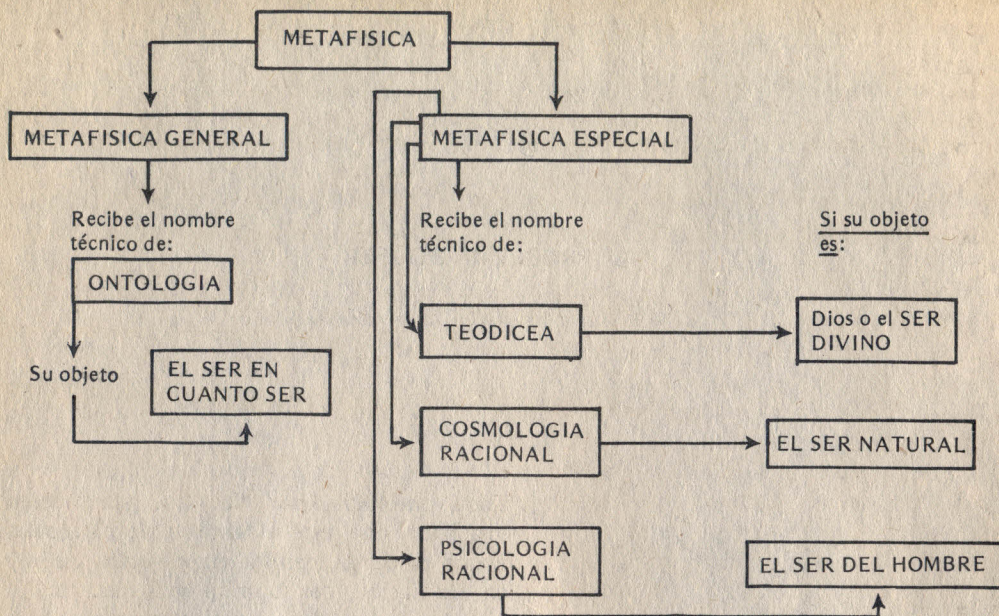 METAFISICA
METAFISICA GENERAL
METAFISICA ESPECIAL
Recibe el nombre
técnico de:
ONTOLOGIA
Su objeto
EL SER EN
CUANTO SER
Recibe el nombre
técnico de:
Si su objeto
es:
TEODICEA
Dios o el SER
DIVINO
COSMOLOGIA
RACIONAL
EL SER NATURAL
PSICOLOGIA
RACIONAL
EL SER DEL HOMBRE